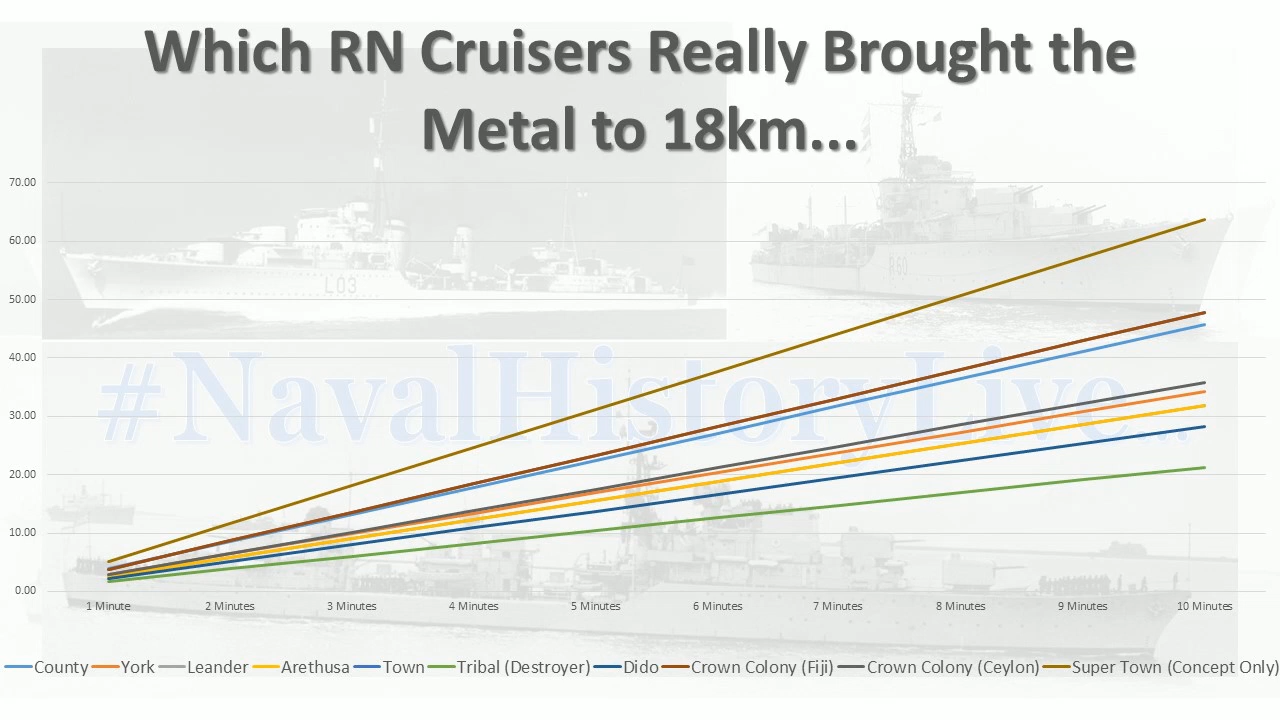 Which RN Cruisers Really Brought the
Metal to 18km...
70.00
60.00
50.00
40.00
30.00
20.00
10.00
0.00
L03
R60
#NavalHistoryLive...
1 Minute 2 Minutes 3 Minutes 4 Minutes 5 Minutes 6 Minutes 7 Minutes 8 Minutes 9 Minutes 10 Minutes
County York Leander Arethusa Town Tribal (Destroyer) Dido Crown Colony (Fiji) Crown Colony (Ceylon) Super Town (Concept Only)